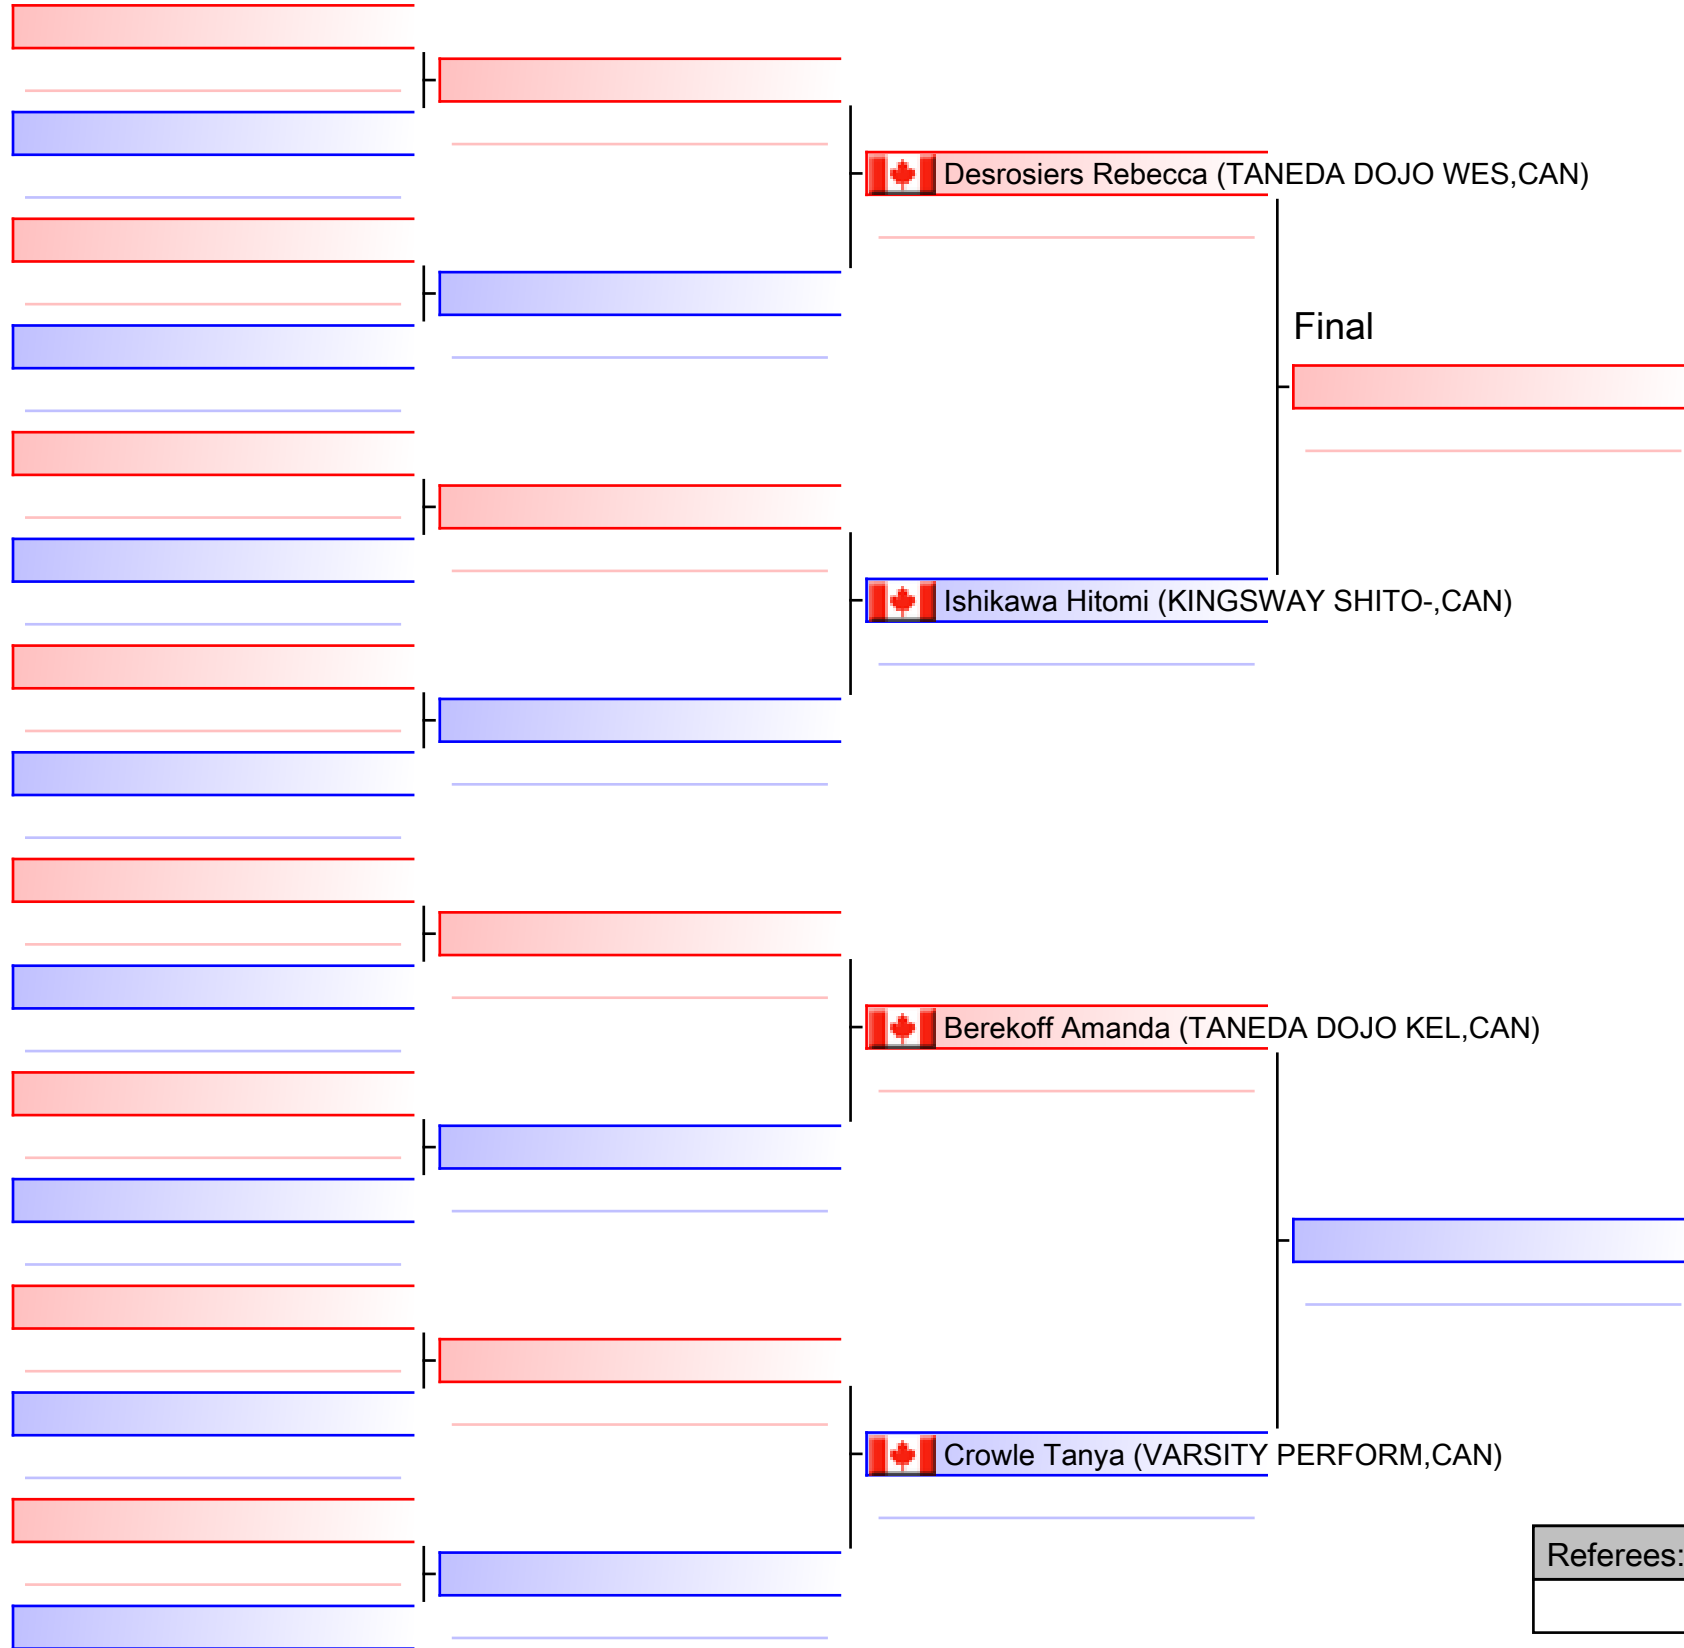 Desrosiers Rebecca (TANEDA DOJO WES,CAN)
Final
Ishikawa Hitomi (KINGSWAY SHITO-,CAN)
Berekoff Amanda (TANEDA DOJO KEL,CAN)
Crowle Tanya (VARSITY PERFORM,CAN)
Referees: